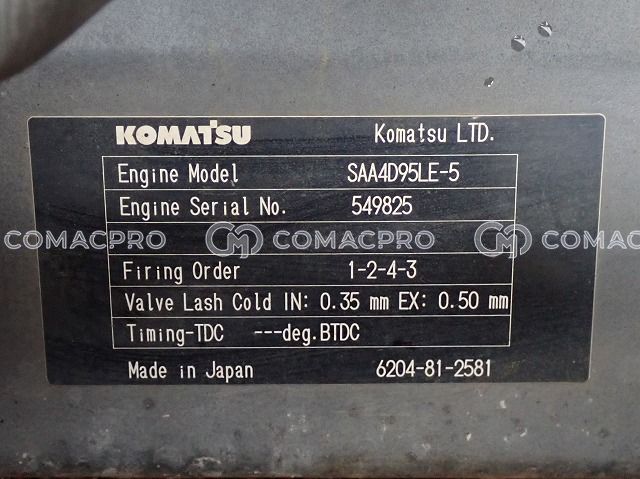 KOMATSU Komatsu LTD.
Engine Model SAA4D95LE-5
Engine Serial No. 549825
COMACPRO COMACPRO COMACPRO
Firing Order 1-2-4-3
Valve Lash Cold IN: 0.35 mm EX: 0.50 mm
Timing-TDC ---deg.BTDC
Made in Japan 6204-81-2581